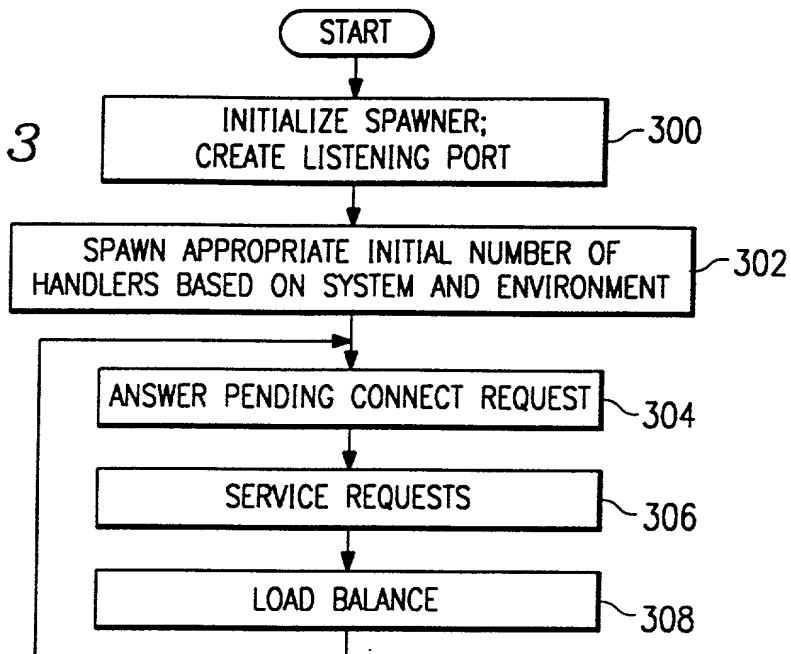 START
3
INITIALIZE SPAWNER;
CREATE LISTENING PORT
300
SPAWN APPROPRIATE INITIAL NUMBER OF
HANDLERS BASED ON SYSTEM AND ENVIRONMENT
302
ANSWER PENDING CONNECT REQUEST
304
SERVICE REQUESTS
306
LOAD BALANCE
308